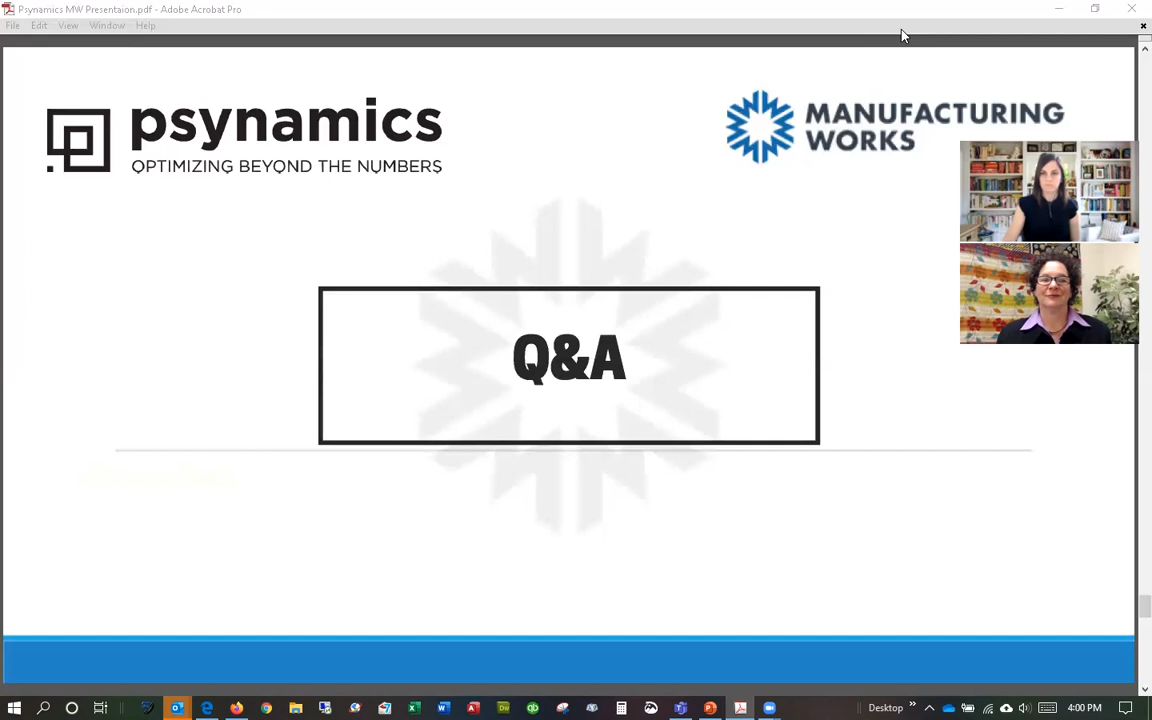 Psynamics MW Presentaion.pdf - Adobe Acrobat Pro
File Edit View Window Help
psynamics
OPTIMIZING BEYOND THE NUMBERS
MANUFACTURING
WORKS
Q&A
Desktop
4:00 PM